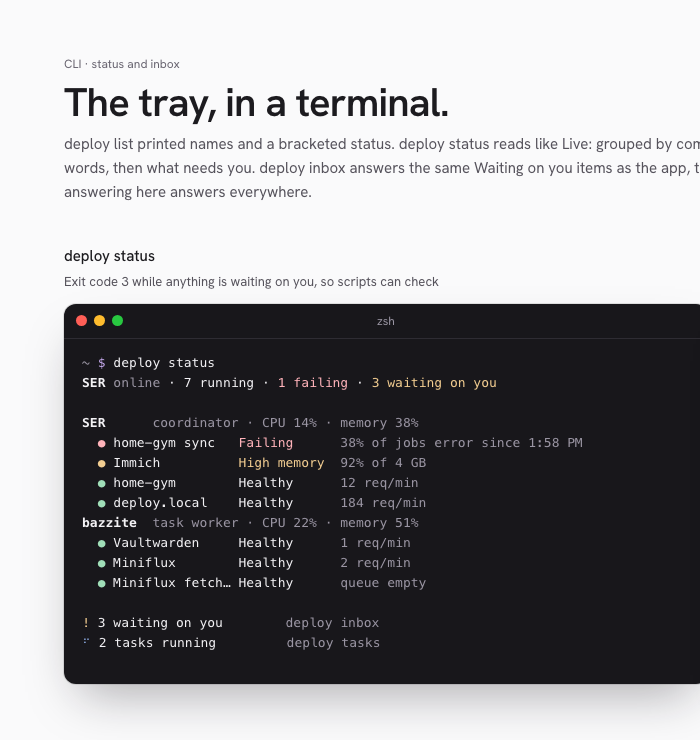 CLI · status and inbox
The tray, in a terminal.
deploy list printed names and a bracketed status. deploy status reads like Live: grouped by
words, then what needs you. deploy inbox answers the same Waiting on you items as the app,
answering here answers everywhere.
deploy status
Exit code 3 while anything is waiting on you, so scripts can check
zsh
~ $ deploy status
SER online · 7 running · 1 failing · 3 waiting on you
SER coordinator · CPU 14% · memory 38%
● home-gym sync Failing 38% of jobs error since 1:58 PM
● Immich High memory 92% of 4 GB
● home-gym Healthy 12 req/min
● deploy.local Healthy 184 req/min
bazzite task worker · CPU 22% · memory 51%
● Vaultwarden Healthy 1 req/min
● Miniflux Healthy 2 req/min
● Miniflux fetch… Healthy queue empty
! 3 waiting on you deploy inbox
⠋ 2 tasks running deploy tasks